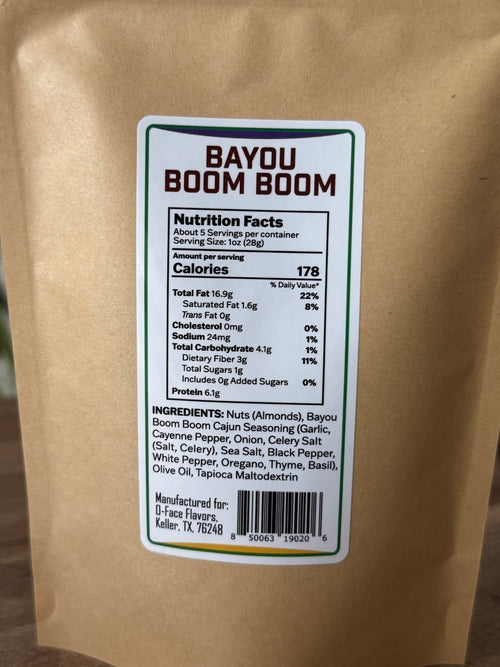 BAYOU
BOOM BOOM
Nutrition Facts
About 5 Servings per container
Serving Size: 1oz (28g)
Amount per serving
Calories 178
% Daily Value*
Total Fat 16.9g 22%
Saturated Fat 1.6g 8%
Trans Fat 0g
Cholesterol 0mg 0%
Sodium 24mg 1%
Total Carbohydrate 4.1g 1%
Dietary Fiber 3g 11%
Total Sugars 1g
Includes 0g Added Sugars 0%
Protein 6.1g
INGREDIENTS: Nuts (Almonds), Bayou
Boom Boom Cajun Seasoning (Garlic,
Cayenne Pepper, Onion, Celery Salt
(Salt, Celery), Sea Salt, Black Pepper,
White Pepper, Oregano, Thyme, Basil),
Olive Oil, Tapioca Maltodextrin
Manufactured for:
O-Face Flavors,
Keller, TX, 76248
8 50063 19020 6